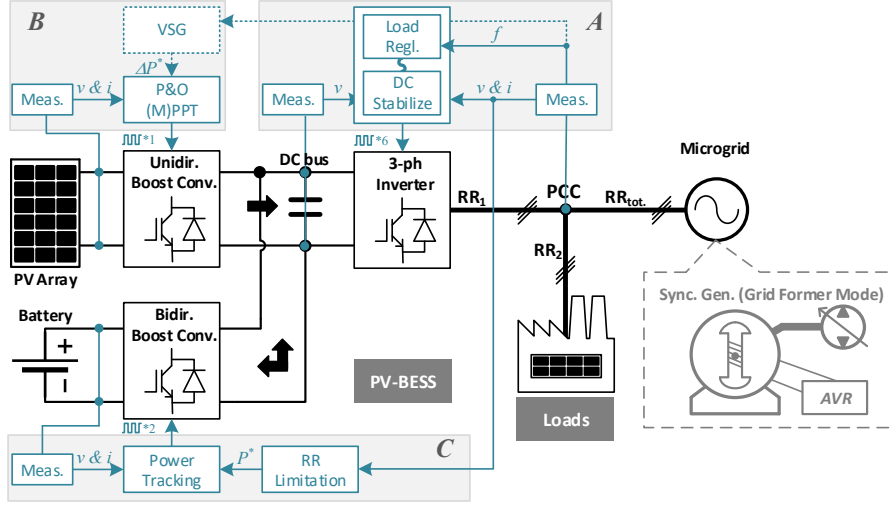 B
VSG
A
Load
Regl.
f
ΔP*
v & i
P&O
(M)PPT
Meas.
Meas.
v
DC
Stabilize
v & i
Meas.
*1
*6
Unidir.
Boost Conv.
DC bus
3-ph
Inverter
Microgrid
RR1
PCC
RRtot.
PV Array
RR2
Battery
+
−
Bidir.
Boost Conv.
Sync. Gen. (Grid Former Mode)
PV-BESS
Loads
AVR
*2
C
Meas.
v & i
Power
Tracking
P*
RR
Limitation